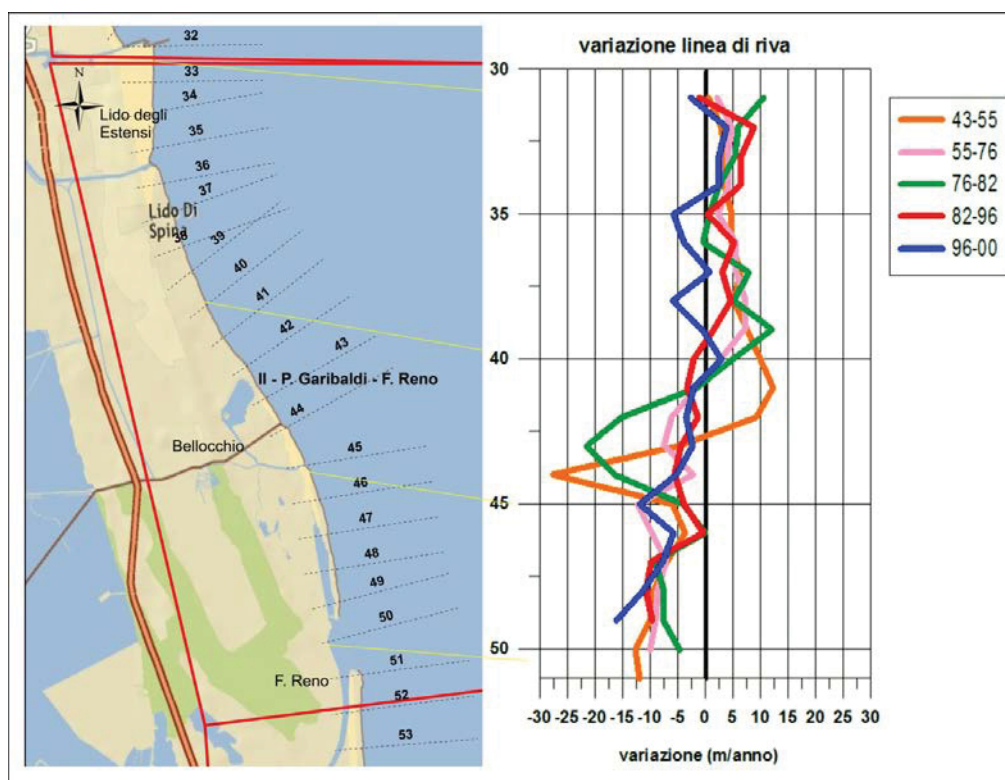 32
33
N
34
Lido degli
Estensi
35
36
37
Lido Di
Spina
38
39
40
41
42
43
II - P. Garibaldi - F. Reno
44
Bellocchio
45
46
47
48
49
50
51
F. Reno
52
53
variazione linea di riva
30
35
40
45
50
-30 -25 -20 -15 -10 -5 0 5 10 15 20 25 30
variazione (m/anno)
43-55
55-76
76-82
82-96
96-00